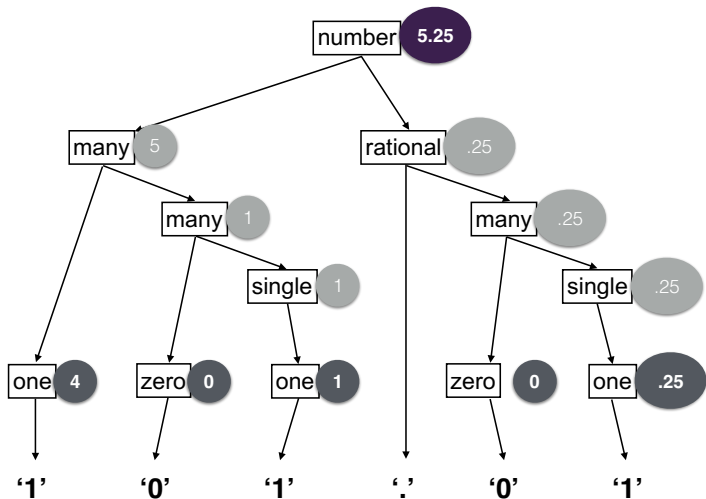 number 5.25
many 5 rational .25
many 1 many .25
single 1 single .25
one 4 zero 0 one 1 zero 0 one .25
‘1’ ‘0’ ‘1’ ‘.’ ‘0’ ‘1’